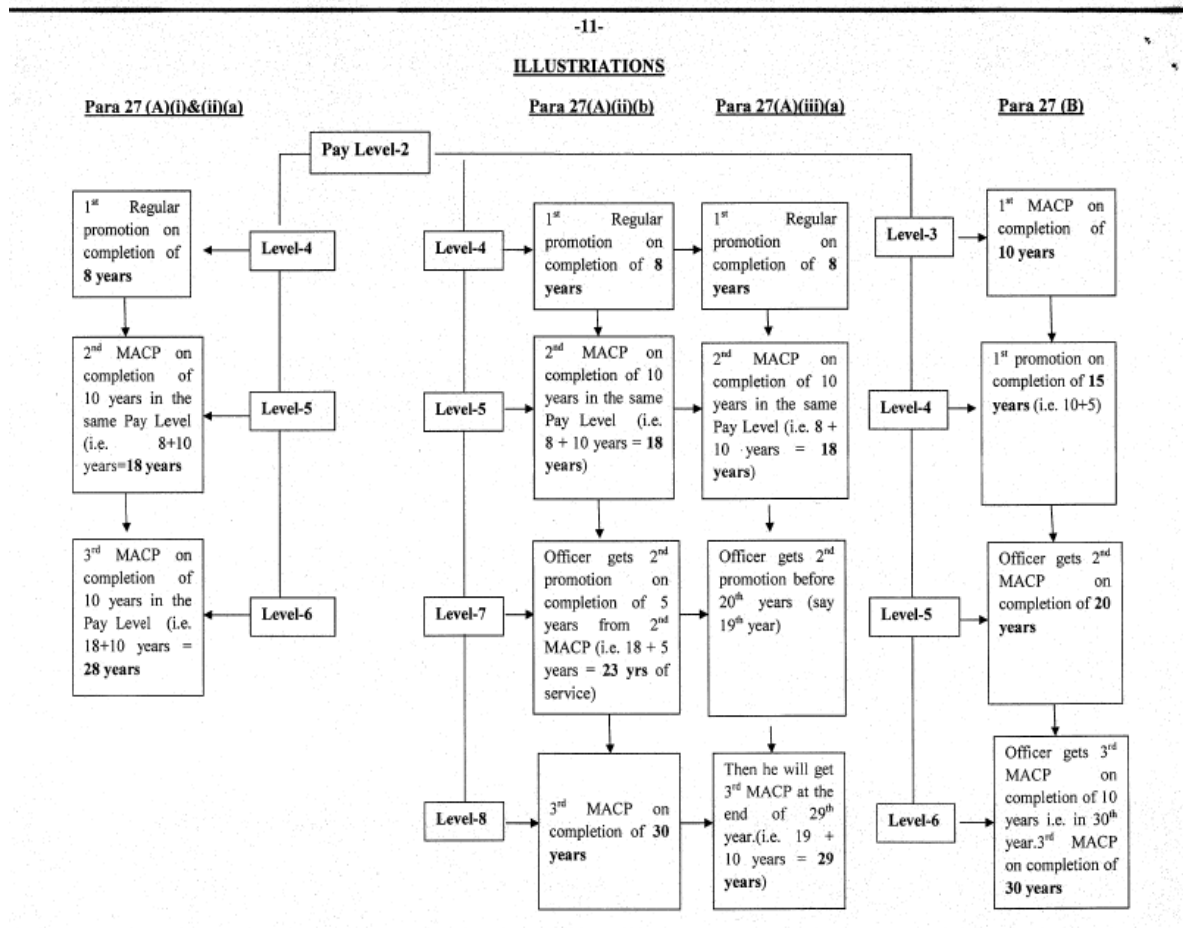 -11-
ILLUSTRIATIONS
Para 27 (A)(i)&(ii)(a)
Para 27(A)(ii)(b)
Para 27(A)(iii)(a)
Para 27 (B)
Pay Level-2
1st Regular
promotion on
completion of
8 years
Level-4
2nd MACP on
completion of
10 years in the
same Pay Level
(i.e. 8+10
years=18 years
Level-5
3rd MACP on
completion of
10 years in the
Pay Level (i.e.
18+10 years =
28 years
Level-6
Level-4
1st Regular
promotion on
completion of 8
years
Level-5
2nd MACP on
completion of 10
years in the same
Pay Level (i.e.
8 + 10 years = 18
years)
Level-7
Officer gets 2nd
promotion on
completion of 5
years from 2nd
MACP (i.e. 18 + 5
years = 23 yrs of
service)
Level-8
3rd MACP on
completion of 30
years
1st Regular
promotion on
completion of 8
years
2nd MACP on
completion of 10
years in the same
Pay Level (i.e. 8 +
10 years = 18
years)
Officer gets 2nd
promotion before
20th years (say
19th year)
Then he will get
3rd MACP at the
end of 29th
year.(i.e. 19 +
10 years = 29
years)
Level-3
1st MACP on
completion of
10 years
Level-4
1st promotion on
completion of 15
years (i.e. 10+5)
Level-5
Officer gets 2nd
MACP on
completion of 20
years
Level-6
Officer gets 3rd
MACP on
completion of 10
years i.e. in 30th
year.3rd MACP
on completion of
30 years